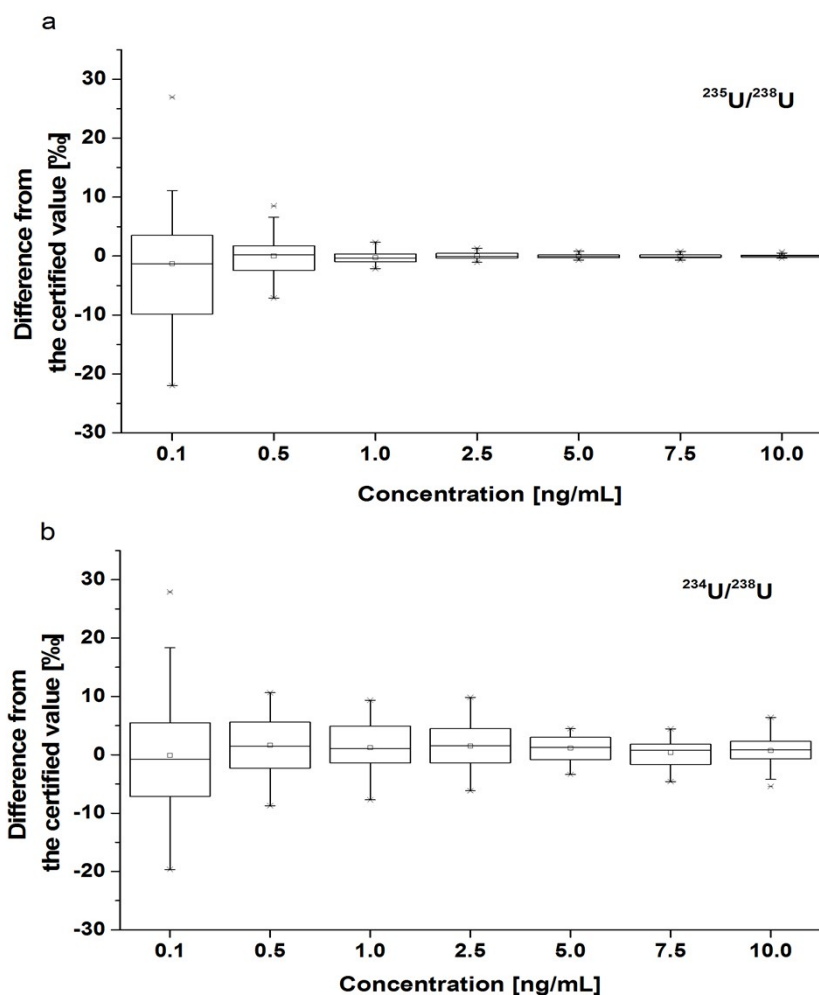 a
²³⁵U/²³⁸U
Difference from
the certified value [‰]
30
20
10
0
-10
-20
-30
0.1 0.5 1.0 2.5 5.0 7.5 10.0
Concentration [ng/mL]
b
²³⁴U/²³⁸U
Difference from
the certified value [‰]
30
20
10
0
-10
-20
-30
0.1 0.5 1.0 2.5 5.0 7.5 10.0
Concentration [ng/mL]